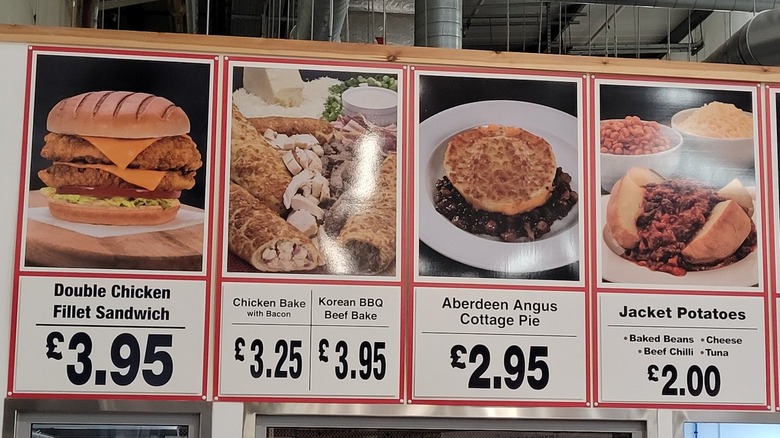 Double Chicken
Fillet Sandwich
£3.95
Chicken Bake
with Bacon
£3.25
Korean BBQ
Beef Bake
£3.95
Aberdeen Angus
Cottage Pie
£2.95
Jacket Potatoes
• Baked Beans • Cheese
• Beef Chilli • Tuna
£2.00